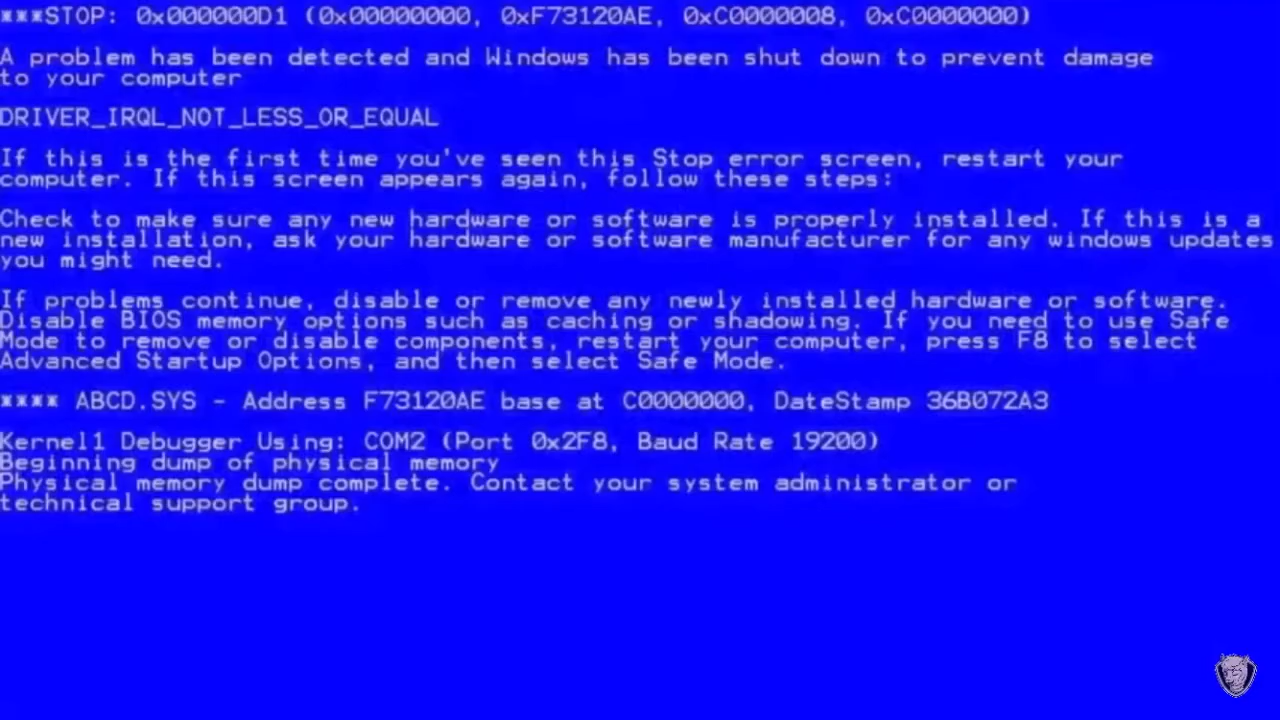 ***STOP: 0x000000D1 (0x00000000, 0xF73120AE, 0xC0000008, 0xC0000000)
A problem has been detected and Windows has been shut down to prevent damage
to your computer
DRIVER_IRQL_NOT_LESS_OR_EQUAL
If this is the first time you've seen this Stop error screen, restart your
computer. If this screen appears again, follow these steps:
Check to make sure any new hardware or software is properly installed. If this is a
new installation, ask your hardware or software manufacturer for any windows updates
you might need.
If problems continue, disable or remove any newly installed hardware or software.
Disable BIOS memory options such as caching or shadowing. If you need to use Safe
Mode to remove or disable components, restart your computer, press F8 to select
Advanced Startup Options, and then select Safe Mode.
**** ABCD.SYS - Address F73120AE base at C0000000, DateStamp 36B072A3
Kernel1 Debugger Using: COM2 (Port 0x2F8, Baud Rate 19200)
Beginning dump of physical memory
Physical memory dump complete. Contact your system administrator or
technical support group.